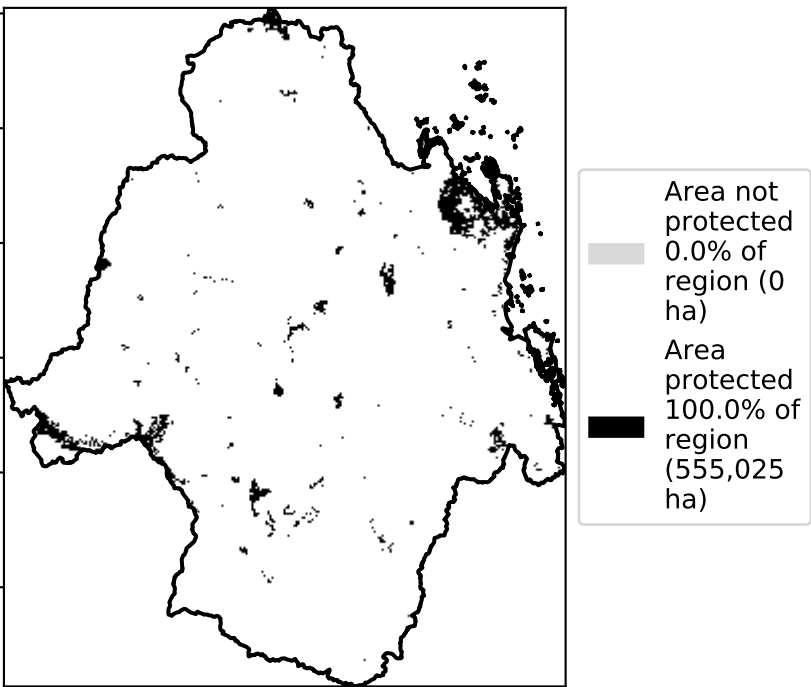 Area not
protected
0.0% of
region (0
ha)
Area
protected
100.0% of
region
(555,025
ha)